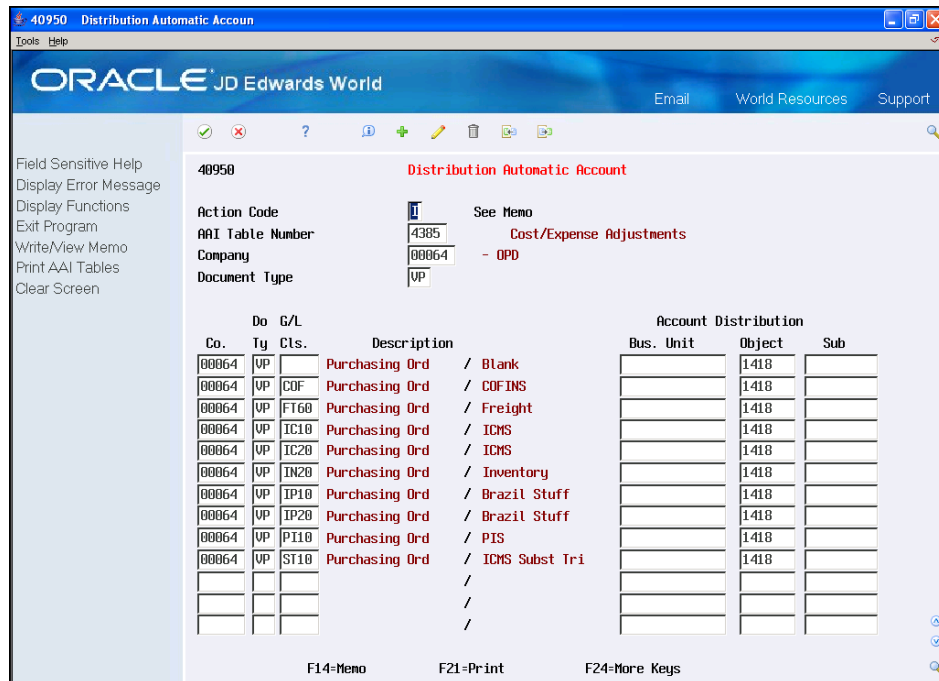 40950 Distribution Automatic Accoun
Tools Help
ORACLE JD Edwards World
Email World Resources Support
Field Sensitive Help
Display Error Message
Display Functions
Exit Program
Write/View Memo
Print AAI Tables
Clear Screen
40950 Distribution Automatic Account
Action Code I See Memo
AAI Table Number 4385 Cost/Expense Adjustments
Company 00064 - OPD
Document Type VP
Do G/L Account Distribution
Co. Ty Cls. Description Bus. Unit Object Sub
00064 VP Purchasing Ord / Blank 1418
00064 VP COF Purchasing Ord / COFINS 1418
00064 VP FT60 Purchasing Ord / Freight 1418
00064 VP IC10 Purchasing Ord / ICMS 1418
00064 VP IC20 Purchasing Ord / ICMS 1418
00064 VP IN20 Purchasing Ord / Inventory 1418
00064 VP IP10 Purchasing Ord / Brazil Stuff 1418
00064 VP IP20 Purchasing Ord / Brazil Stuff 1418
00064 VP PI10 Purchasing Ord / PIS 1418
00064 VP ST10 Purchasing Ord / ICMS Subst Tri 1418
/
/
/
F14=Memo F21=Print F24=More Keys